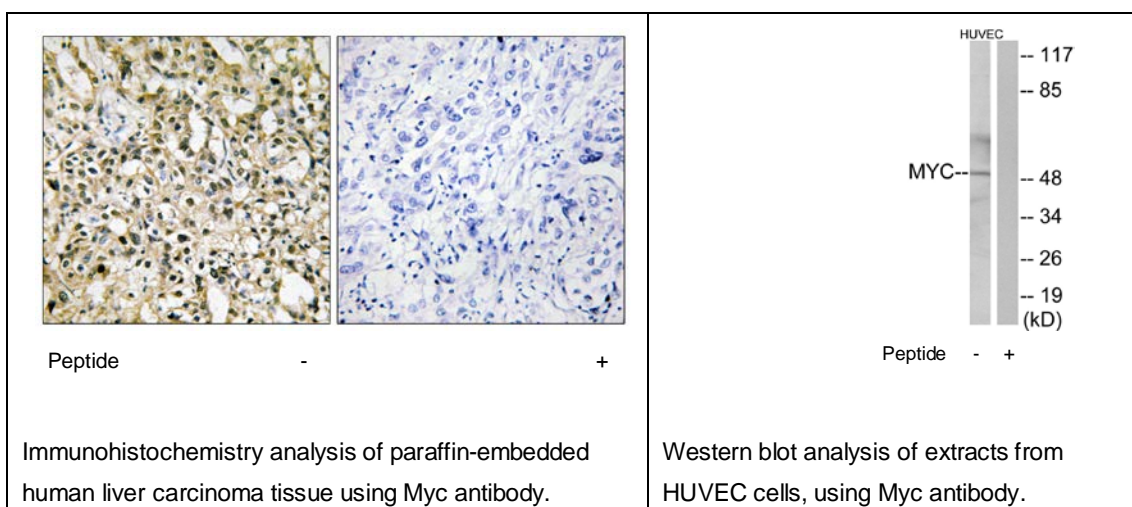 Peptide - +
Immunohistochemistry analysis of paraffin-embedded
human liver carcinoma tissue using Myc antibody.
HUVEC
-- 117
-- 85
MYC--
-- 48
-- 34
-- 26
-- 19
(kD)
Peptide - +
Western blot analysis of extracts from
HUVEC cells, using Myc antibody.